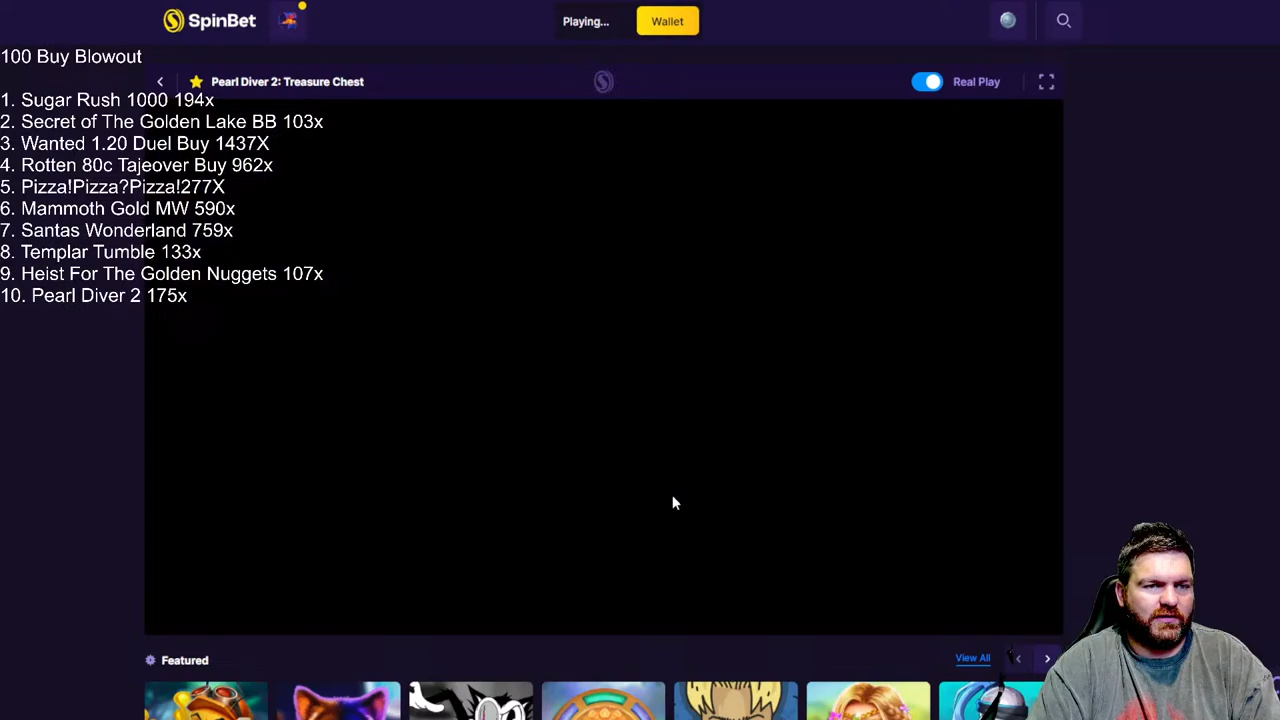 SpinBet
Playing...
Wallet
100 Buy Blowout
Pearl Diver 2: Treasure Chest
Real Play
1. Sugar Rush 1000 194x
2. Secret of The Golden Lake BB 103x
3. Wanted 1.20 Duel Buy 1437X
4. Rotten 80c Tajeover Buy 962x
5. Pizza!Pizza?Pizza!277X
6. Mammoth Gold MW 590x
7. Santas Wonderland 759x
8. Templar Tumble 133x
9. Heist For The Golden Nuggets 107x
10. Pearl Diver 2 175x
Featured
View All